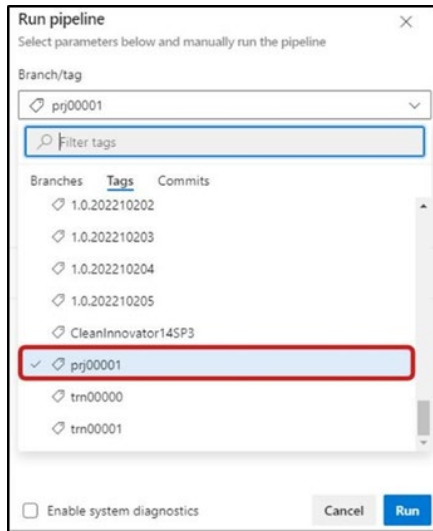 Run pipeline
Select parameters below and manually run the pipeline
Branch/tag
prj00001
Filter tags
Branches Tags Commits
1.0.202210202
1.0.202210203
1.0.202210204
1.0.202210205
CleanInnovator14SP3
prj00001
trn00000
trn00001
Enable system diagnostics Cancel Run